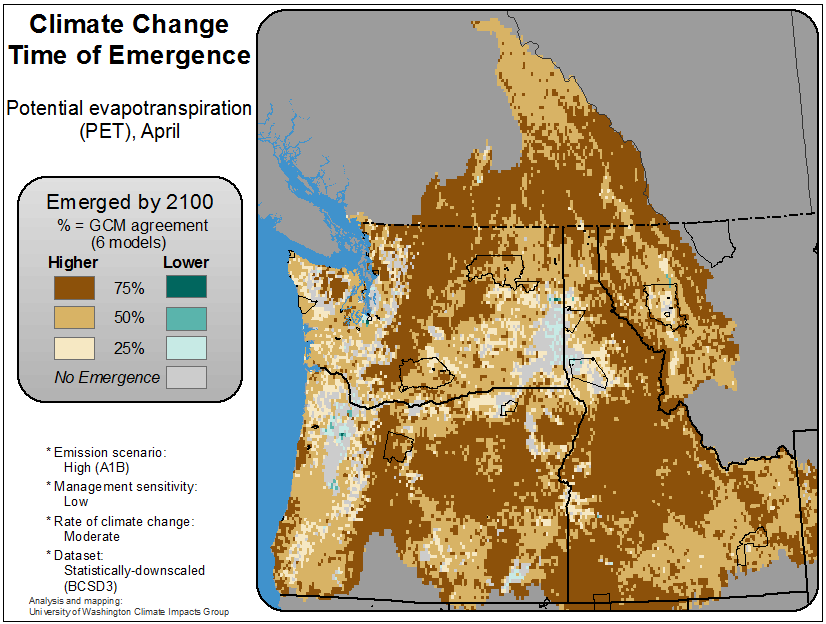 Climate Change
Time of Emergence
Potential evapotranspiration
(PET), April
Emerged by 2100
% = GCM agreement
(6 models)
Higher Lower
75%
50%
25%
No Emergence
* Emission scenario:
High (A1B)
* Management sensitivity:
Low
* Rate of climate change:
Moderate
* Dataset:
Statistically-downscaled
(BCSD3)
Analysis and mapping:
University of Washington Climate Impacts Group